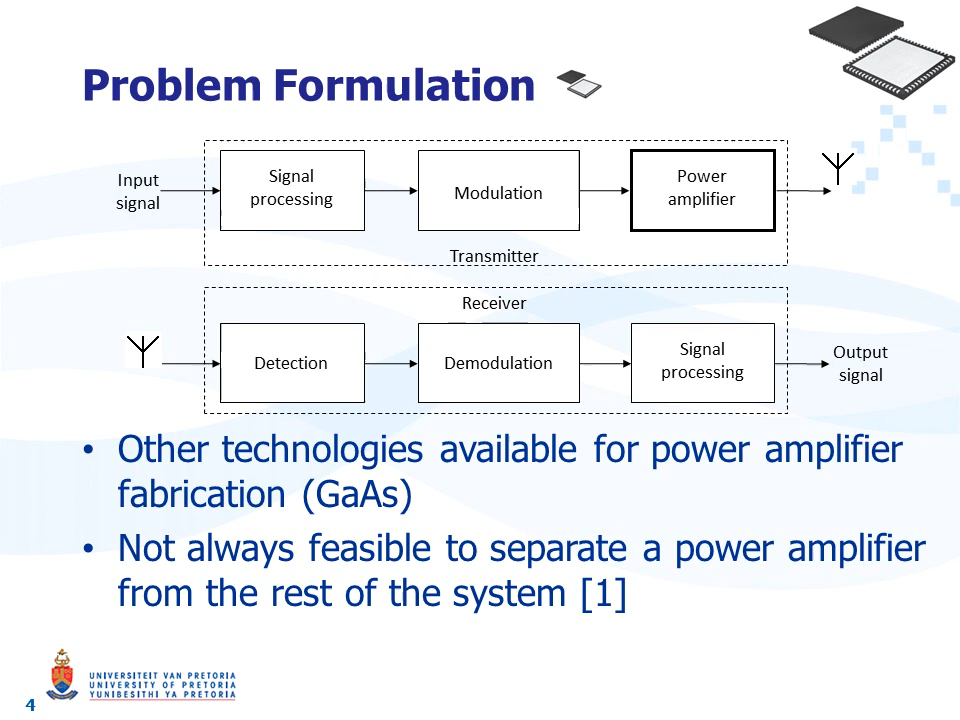 Problem Formulation
Input
signal
Signal
processing
Modulation
Power
amplifier
Transmitter
Receiver
Detection
Demodulation
Signal
processing
Output
signal
• Other technologies available for power amplifier
fabrication (GaAs)
• Not always feasible to separate a power amplifier
from the rest of the system [1]
UNIVERSITEIT VAN PRETORIA
UNIVERSITY OF PRETORIA
YUNIBESITHI YA PRETORIA
4